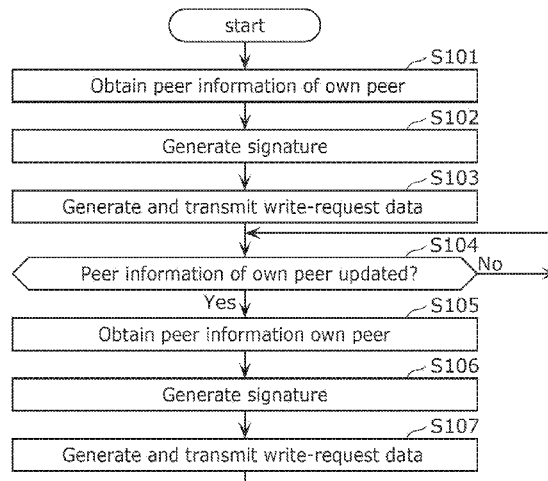 start
S101
Obtain peer information of own peer
S102
Generate signature
S103
Generate and transmit write-request data
S104
Peer information of own peer updated?
No
Yes
S105
Obtain peer information own peer
S106
Generate signature
S107
Generate and transmit write-request data